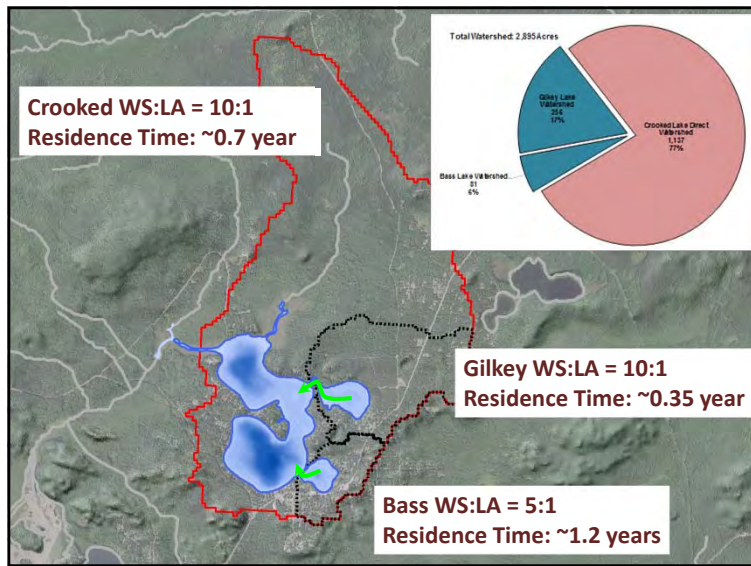 Crooked WS:LA = 10:1
Residence Time: ~0.7 year
Total Watershed: 2,895 Acres
Gilkey Lake
Watershed
256
17%
Crooked Lake Direct
Watershed
1,137
77%
Bass Lake Watershed...
81
6%
Gilkey WS:LA = 10:1
Residence Time: ~0.35 year
Bass WS:LA = 5:1
Residence Time: ~1.2 years